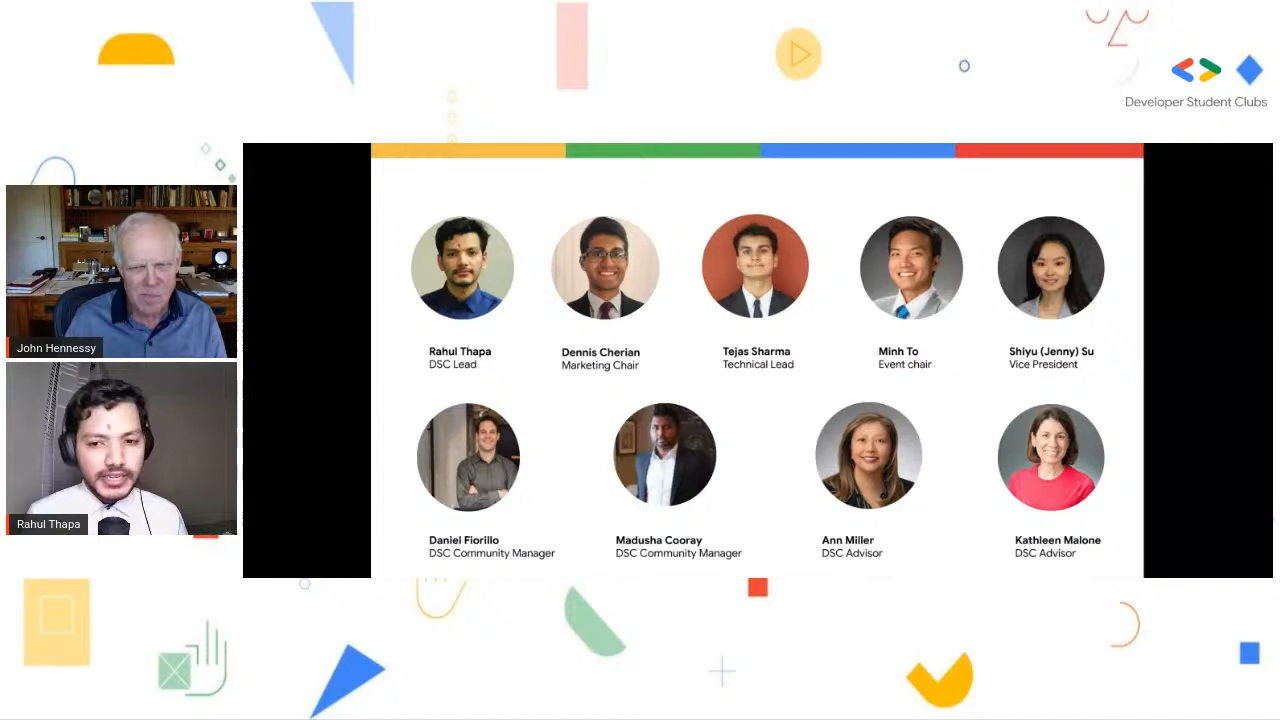 Developer Student Clubs
John Hennessy
Rahul Thapa
Rahul Thapa
DSC Lead
Dennis Cherian
Marketing Chair
Tejas Sharma
Technical Lead
Minh To
Event chair
Shiyu (Jenny) Su
Vice President
Daniel Fiorillo
DSC Community Manager
Madusha Cooray
DSC Community Manager
Ann Miller
DSC Advisor
Kathleen Malone
DSC Advisor